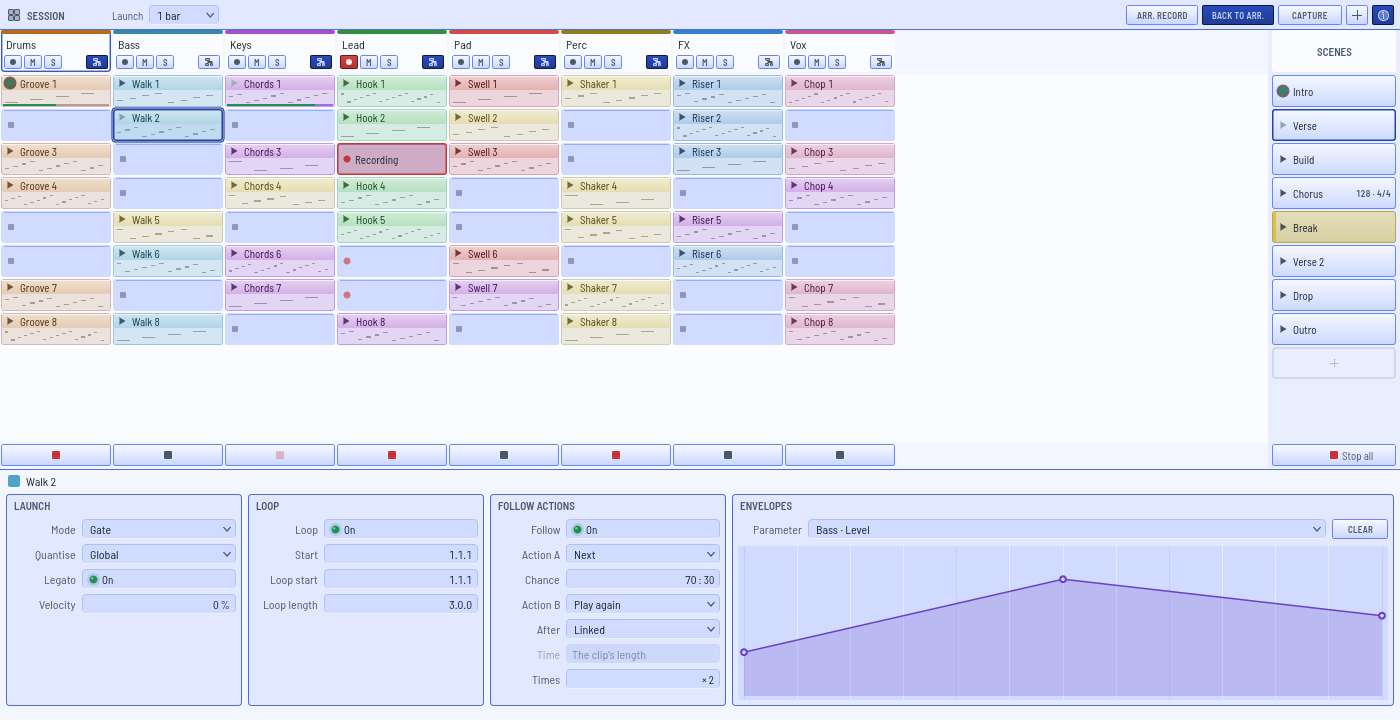 SESSION Launch 1 bar ARR. RECORD BACK TO ARR. CAPTURE
Drums Bass Keys Lead Pad Perc FX Vox SCENES
M S M S M S M S M S M S M S M S
Groove 1 Walk 1 Chords 1 Hook 1 Swell 1 Shaker 1 Riser 1 Chop 1 Intro
Walk 2 Hook 2 Swell 2 Riser 2 Verse
Groove 3 Chords 3 Recording Swell 3 Riser 3 Chop 3 Build
Groove 4 Chords 4 Hook 4 Shaker 4 Chop 4 Chorus 128 · 4/4
Walk 5 Hook 5 Shaker 5 Riser 5 Break
Walk 6 Chords 6 Swell 6 Riser 6 Verse 2
Groove 7 Chords 7 Swell 7 Shaker 7 Chop 7 Drop
Groove 8 Walk 8 Hook 8 Shaker 8 Chop 8 Outro
Stop all
Walk 2
LAUNCH LOOP FOLLOW ACTIONS ENVELOPES
Mode Gate Loop On Follow On Parameter Bass · Level CLEAR
Quantise Global Start 1.1.1 Action A Next
Legato On Loop start 1.1.1 Chance 70 : 30
Velocity 0 % Loop length 3.0.0 Action B Play again
After Linked
Time The clip's length
Times × 2